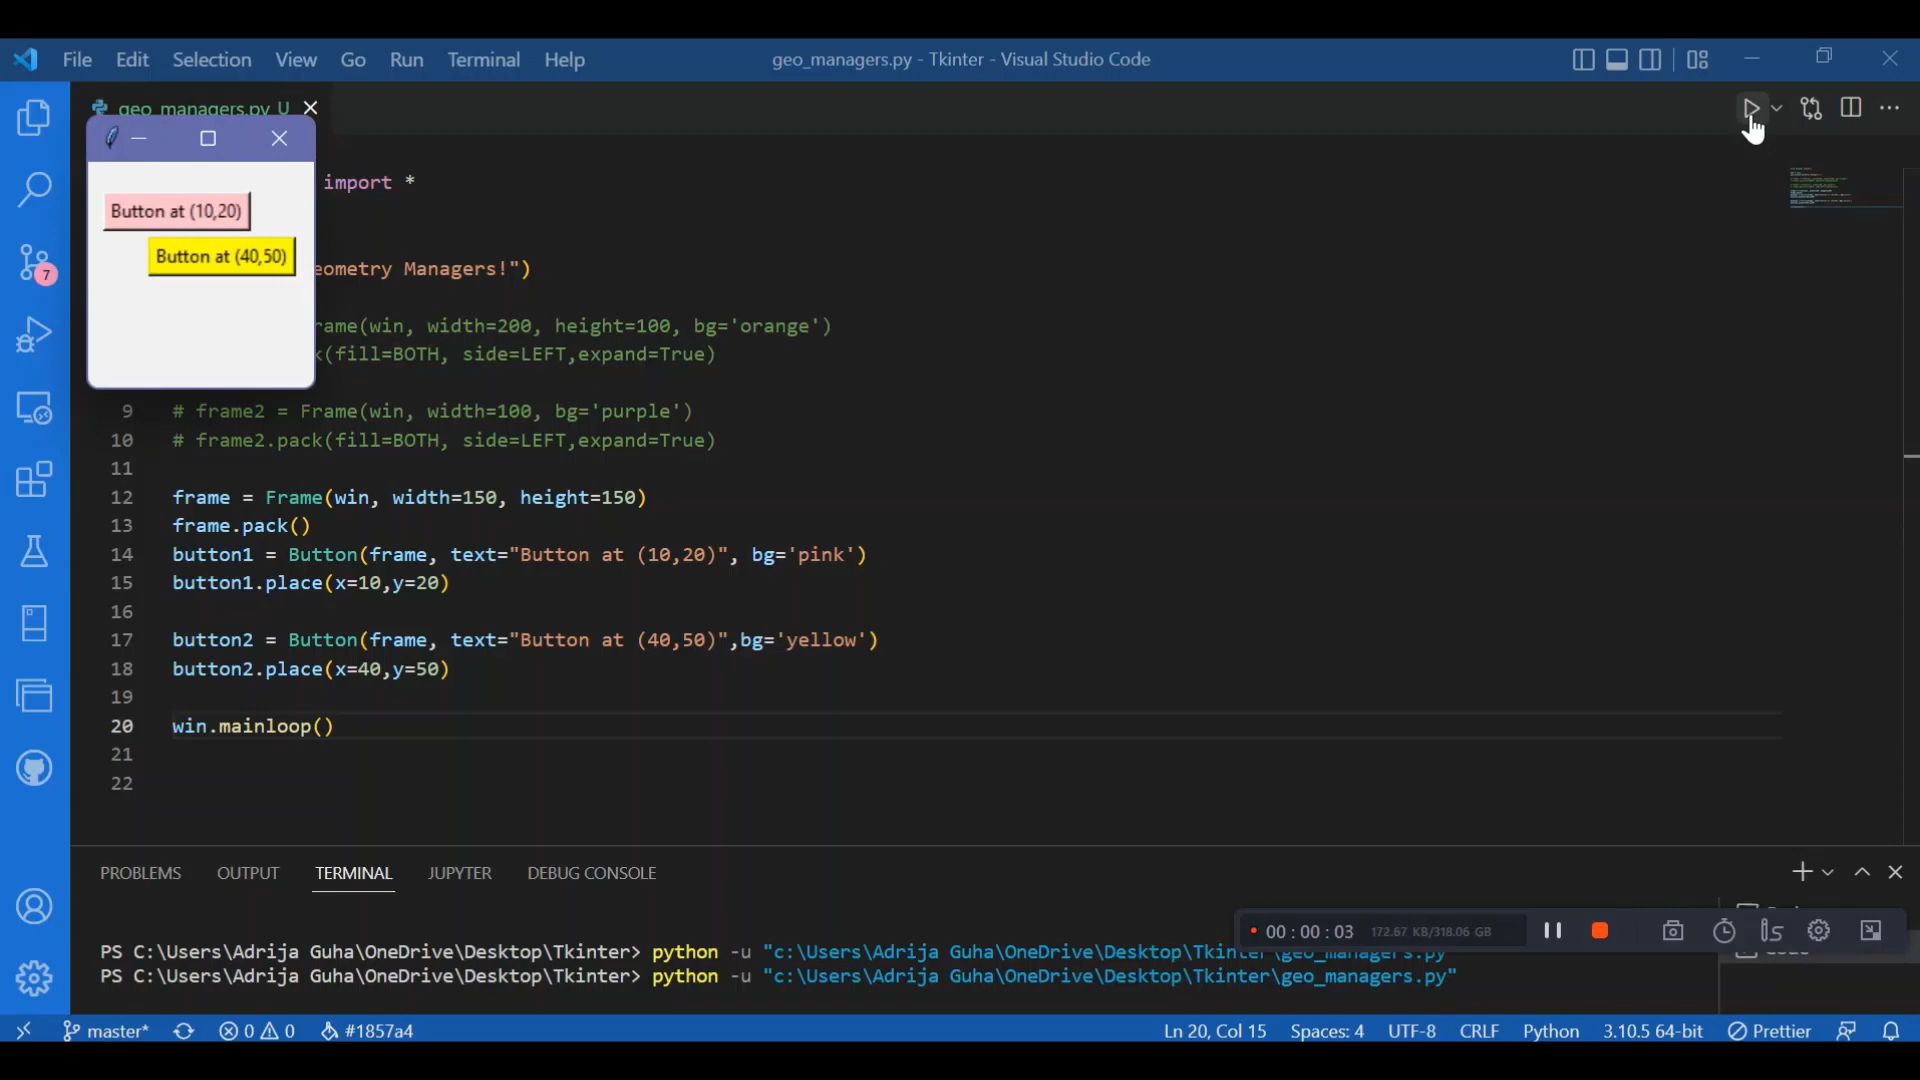 File Edit Selection View Go Run Terminal Help
geo_managers.py - Tkinter - Visual Studio Code
geo_managers.py U
Button at (10,20)
Button at (40,50)
import *
eometry Managers!")
rame(win, width=200, height=100, bg='orange')
k(fill=BOTH, side=LEFT,expand=True)
9 # frame2 = Frame(win, width=100, bg='purple')
10 # frame2.pack(fill=BOTH, side=LEFT,expand=True)
11
12 frame = Frame(win, width=150, height=150)
13 frame.pack()
14 button1 = Button(frame, text="Button at (10,20)", bg='pink')
15 button1.place(x=10,y=20)
16
17 button2 = Button(frame, text="Button at (40,50)",bg='yellow')
18 button2.place(x=40,y=50)
19
20 win.mainloop()
21
22
7
PROBLEMS OUTPUT TERMINAL JUPYTER DEBUG CONSOLE
00 : 00 : 03 172.67 KB/318.06 GB
PS C:\Users\Adrija Guha\OneDrive\Desktop\Tkinter> python -u "c:\Users\Adrija Guha\OneDrive\Desktop\Tkinter\geo_managers.py"
PS C:\Users\Adrija Guha\OneDrive\Desktop\Tkinter> python -u "c:\Users\Adrija Guha\OneDrive\Desktop\Tkinter\geo_managers.py"
master* 0 0 #1857a4 Ln 20, Col 15 Spaces: 4 UTF-8 CRLF Python 3.10.5 64-bit Prettier